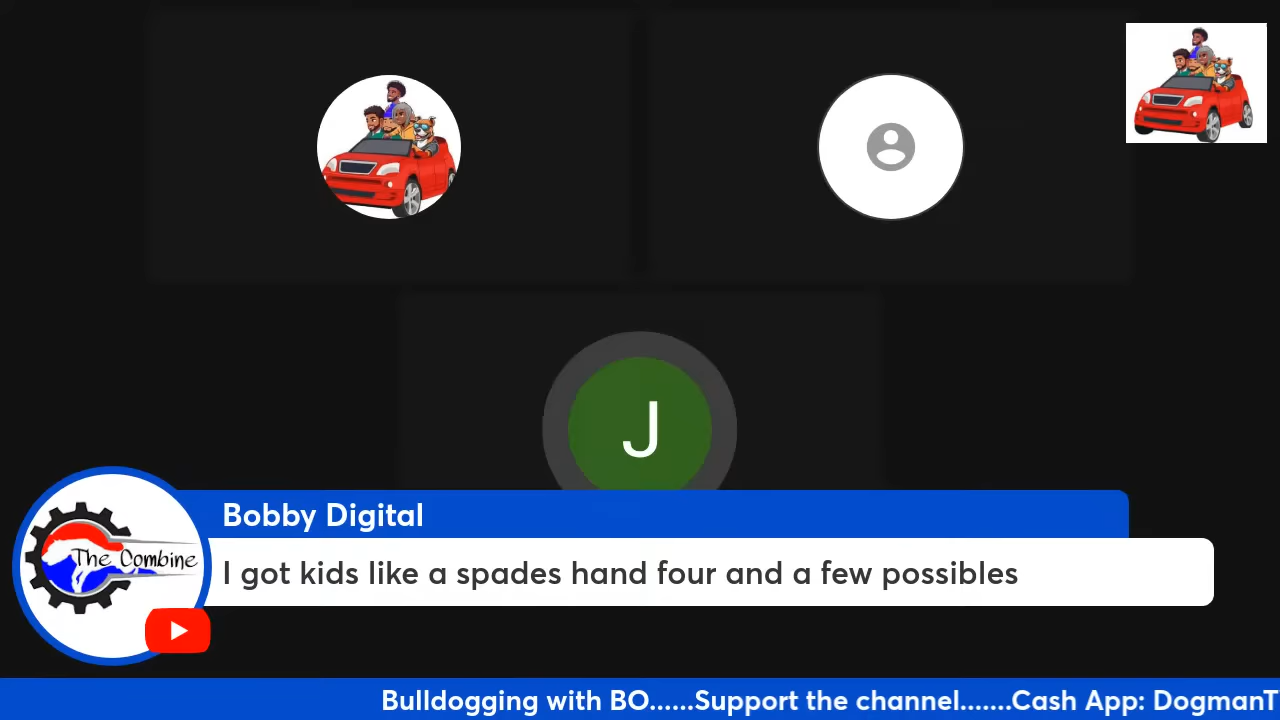 J
Bobby Digital
The Combine
I got kids like a spades hand four and a few possibles
Bulldogging with BO......Support the channel.......Cash App: DogmanT